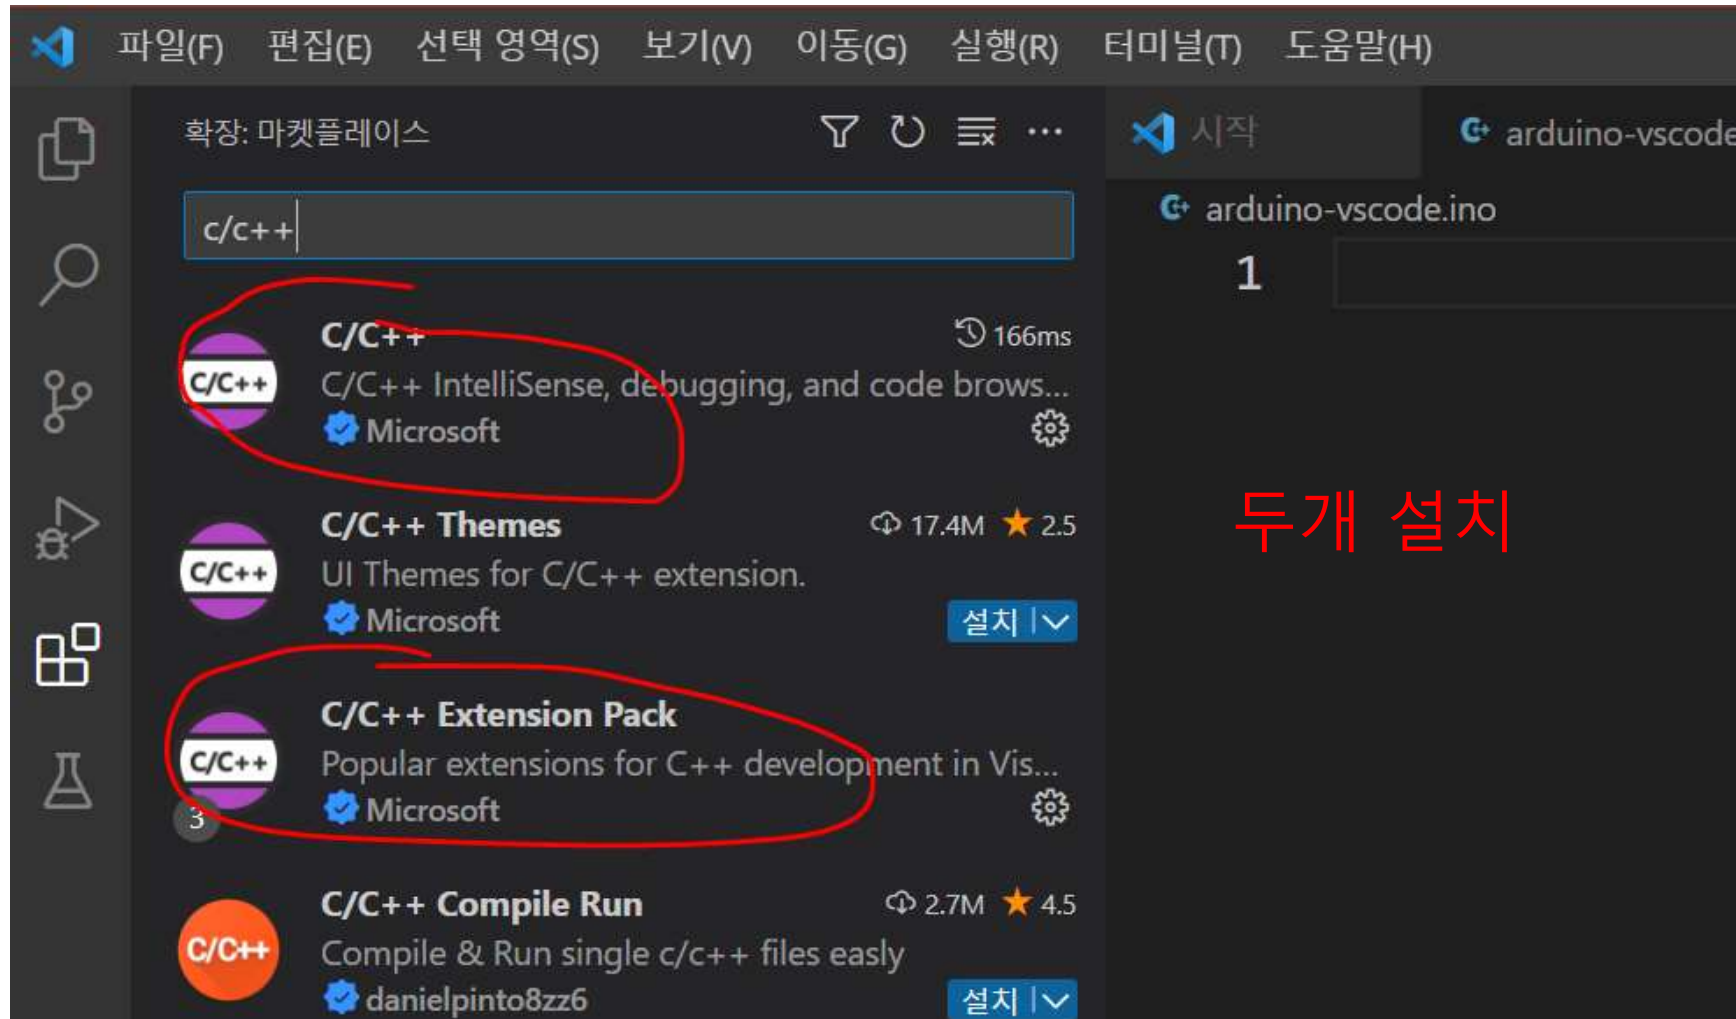 파일(F) 편집(E) 선택 영역(S) 보기(V) 이동(G) 실행(R) 터미널(T) 도움말(H)
확장: 마켓플레이스
시작
arduino-vscode
c/c++
arduino-vscode.ino
1
C/C++
166ms
C/C++
C/C++ IntelliSense, debugging, and code brows...
Microsoft
두개 설치
C/C++ Themes
17.4M
2.5
C/C++
UI Themes for C/C++ extension.
Microsoft
설치
C/C++ Extension Pack
C/C++
Popular extensions for C++ development in Vis...
3
Microsoft
C/C++ Compile Run
2.7M
4.5
C/C++
Compile & Run single c/c++ files easly
danielpinto8zz6
설치